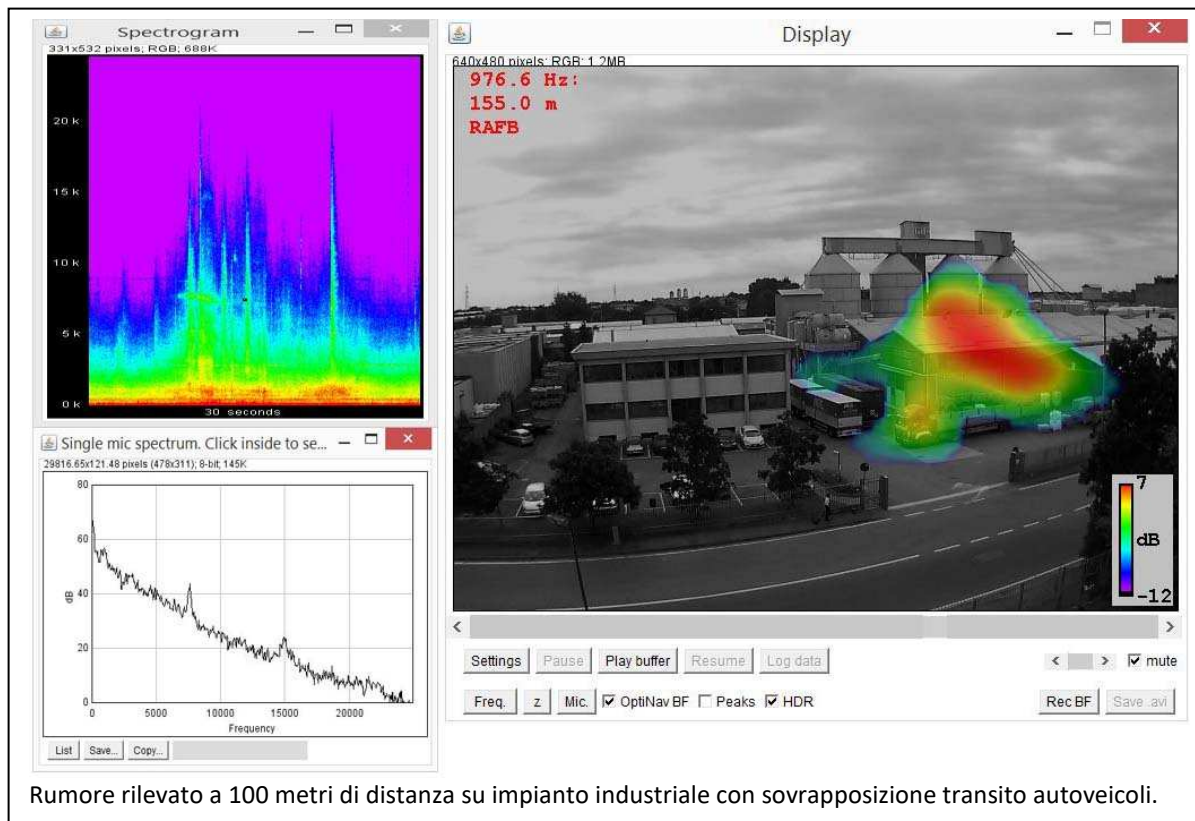 Spectrogram
331x532 pixels; RGB; 688K
20 k
15 k
10 k
5 k
0 k
30 seconds
Single mic spectrum. Click inside to se...
29816.65x121.48 pixels (478x311); 8-bit; 145K
80
60
40
20
0
dB
0 5000 10000 15000 20000
Frequency
List Save... Copy...
Display
640x480 pixels; RGB; 1.2MB
976.6 Hz:
155.0 m
RAFB
7
dB
-12
Settings Pause Play buffer Resume Log data mute
Freq. z Mic. OptiNav BF Peaks HDR Rec BF Save .avi
Rumore rilevato a 100 metri di distanza su impianto industriale con sovrapposizione transito autoveicoli.